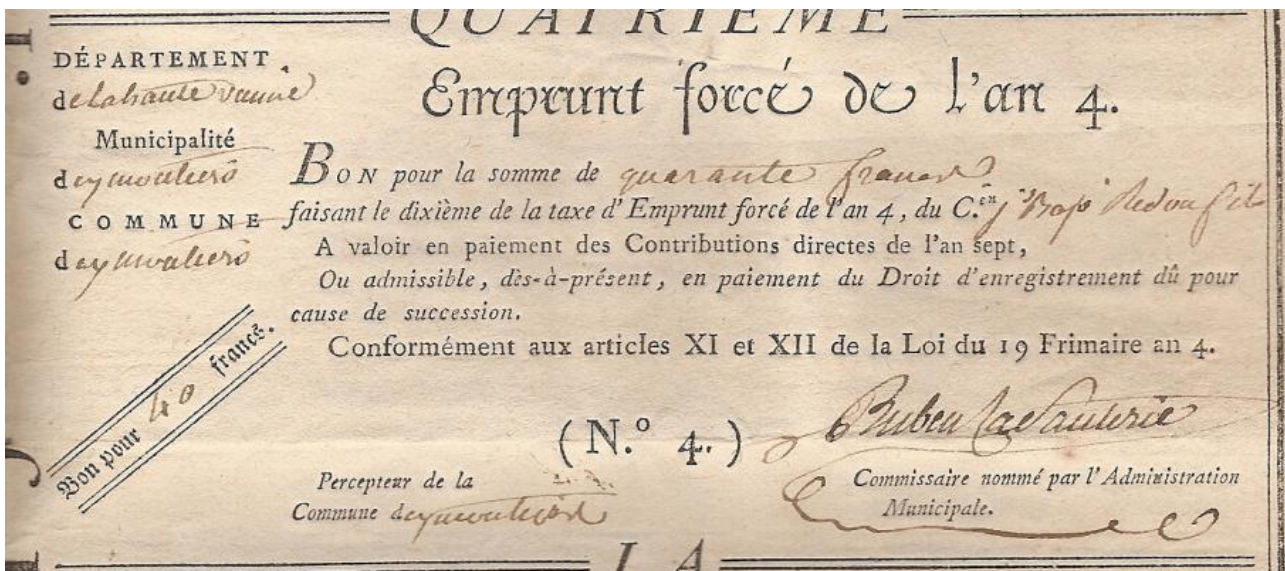 QUATRIÈME
DÉPARTEMENT
de la haute vienne
Municipalité
d'eymoutiers
COMMUNE
d'eymoutiers
Emprunt forcé de l'an 4.
BON pour la somme de quarante francs
faisant le dixième de la taxe d'Emprunt forcé de l'an 4, du C.en fils
A valoir en paiement des Contributions directes de l'an sept,
Ou admissible, dès-à-présent, en paiement du Droit d'enregistrement dû pour
cause de succession.
Conformément aux articles XI et XII de la Loi du 19 Frimaire an 4.
Bon pour 40 francs.
(N.° 4.)
Percepteur de la
Commune d'eymoutiers
Commissaire nommé par l'Administration
Municipale.
LA